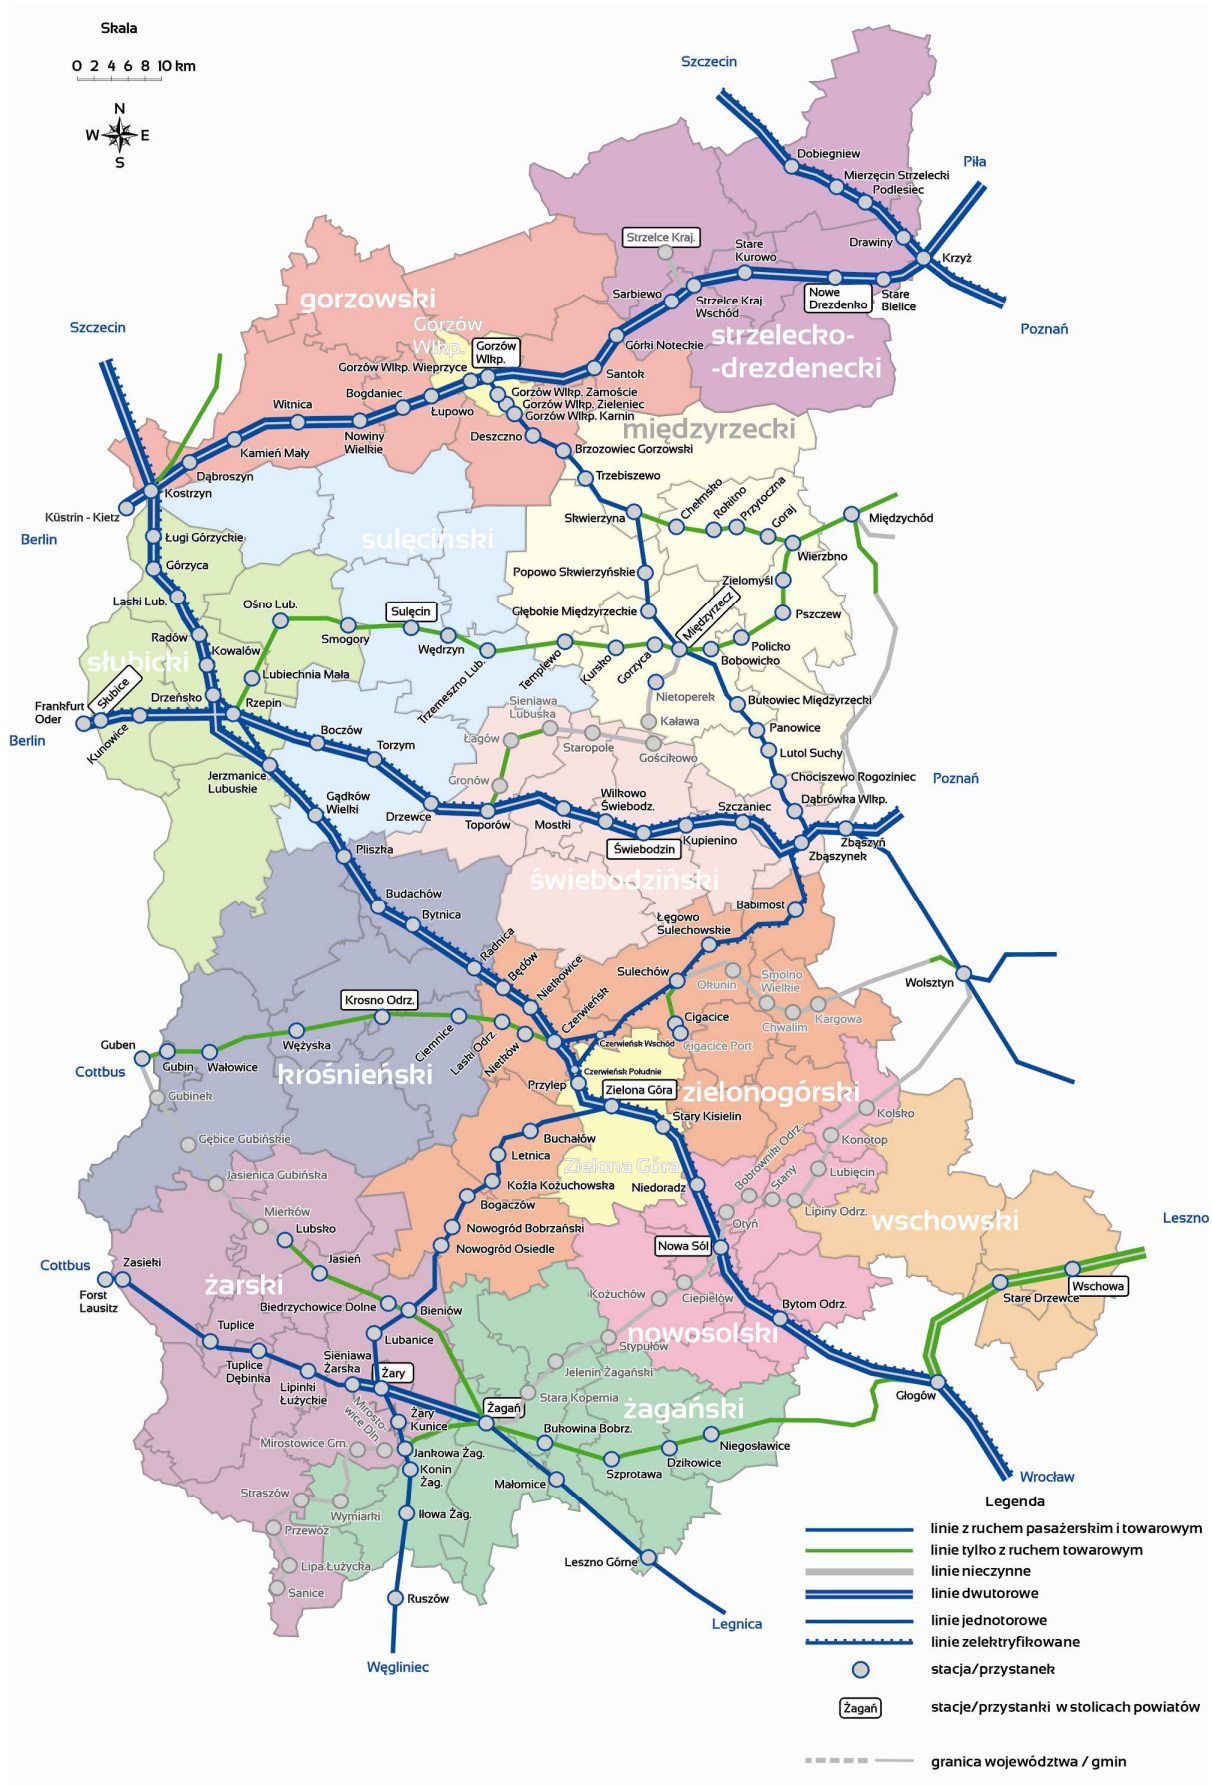 Skala
0 2 4 6 8 10 km
N
W E
S
Szczecin
Dobiegniew
Mierzęcin Strzelecki
Podlesiec
Piła
Drawiny
Krzyż
Strzelce Kraj.
Stare
Kurowo
Sarbiewo
Strzelce Kraj.
Wschód
Nowe
Drezdenko
Stare
Bielice
Poznań
gorzowski
Gorzów
Wlkp.
Gorzów
Wlkp.
Szczecin
Górki Noteckie
strzelecko-
-drezdenecki
Gorzów Wlkp. Wieprzyce
Santok
Bogdaniec
Gorzów Wlkp. Zamoście
Gorzów Wlkp. Zieleniec
Gorzów Wlkp. Karnin
Witnica
Łupowo
Nowiny
Wielkie
Deszczno
międzyrzecki
Kamień Mały
Brzozowiec Gorzowski
Dąbroszyn
Trzebiszewo
Kostrzyn
Küstrin - Kietz
Berlin
Skwierzyna
Chełmsko
Rokitno
Przytoczna
Goraj
Międzychód
Wierzbno
Ługi Górzyckie
sulęciński
Górzyca
Popowo Skwierzyńskie
Zielomyśl
Laski Lub.
Ośno Lub.
Sulęcin
Głębokie Międzyrzeckie
Międzyrzecz
Pszczew
Radów
Smogory
Wędrzyn
Policko
Bobowicko
Kowalów
słubicki
Lubiechnia Mała
Trzemeszno Lub.
Templewo
Kursko
Gorzyca
Nietoperek
Słubice
Drzeńsko
Rzepin
Frankfurt
Oder
Berlin
Kunowice
Bukowiec Międzyrzecki
Sieniawa
Lubuska
Kaława
Panowice
Boczów
Torzym
Łagów
Staropole
Gościkowo
Lutol Suchy
Jerzmanice
Lubuskie
Gronów
Chociszewo Rogoziniec
Poznań
Gądków
Wielki
Drzewce
Toporów
Mostki
Wilkowo
Świebodz.
Szczaniec
Dąbrówka Wlkp.
Świebodzin
Kupienino
Zbąszyń
Zbąszynek
Pliszka
świebodziński
Budachów
Bytnica
Babimost
Łęgowo
Sulechowskie
Radnica
Będów
Nietkowice
Sulechów
Okunin
Smolno
Wielkie
Wolsztyn
Krosno Odrz.
Czerwieńsk
Cigacice
Chwalim
Kargowa
Guben
Cottbus
Gubin
Wałowice
Wężyska
Ciemnice
Laski Odrz.
Nietków
Czerwieńsk Wschód
Cigacice Port
krośnieński
Czerwieńsk Południe
Przylep
Zielona Góra
zielonogórski
Gubinek
Stary Kisielin
Kolsko
Buchałów
Konotop
Gębice Gubińskie
Letnica
Zielona Góra
Bobrowniki Odrz.
Stany
Lubięcin
Jasienica Gubińska
Koźla Kożuchowska
Niedoradz
Bogaczów
Otyń
Lipiny Odrz.
wschowski
Leszno
Mierków
Lubsko
Nowogród Bobrzański
Nowogród Osiedle
Nowa Sól
Cottbus
Zasieki
Forst
Lausitz
Jasień
żarski
Kożuchów
Ciepielów
Stare Drzewce
Wschowa
Biedrzychowice Dolne
Bieniów
Bytom Odrz.
Tuplice
Lubanice
nowosolski
Stypułów
Tuplice
Dębinka
Sieniawa
Żarska
Żary
Jelenin Żagański
Lipinki
Łużyckie
Stara Kopernia
Głogów
Mirosto-
wice Dln.
Żary
Kunice
Żagań
żagański
Mirostowice Grn.
Bukowina Bobrz.
Niegosławice
Jankowa Żag.
Dzikowice
Konin
Żag.
Szprotawa
Małomice
Wrocław
Straszów
Wymiarki
Iłowa Żag.
Przewóz
Lipa Łużycka
Leszno Górne
Sanice
Ruszów
Legnica
Węgliniec
Legenda
linie z ruchem pasażerskim i towarowym
linie tylko z ruchem towarowym
linie nieczynne
linie dwutorowe
linie jednotorowe
linie zelektryfikowane
stacja/przystanek
Żagań
stacje/przystanki w stolicach powiatów
granica województwa / gmin